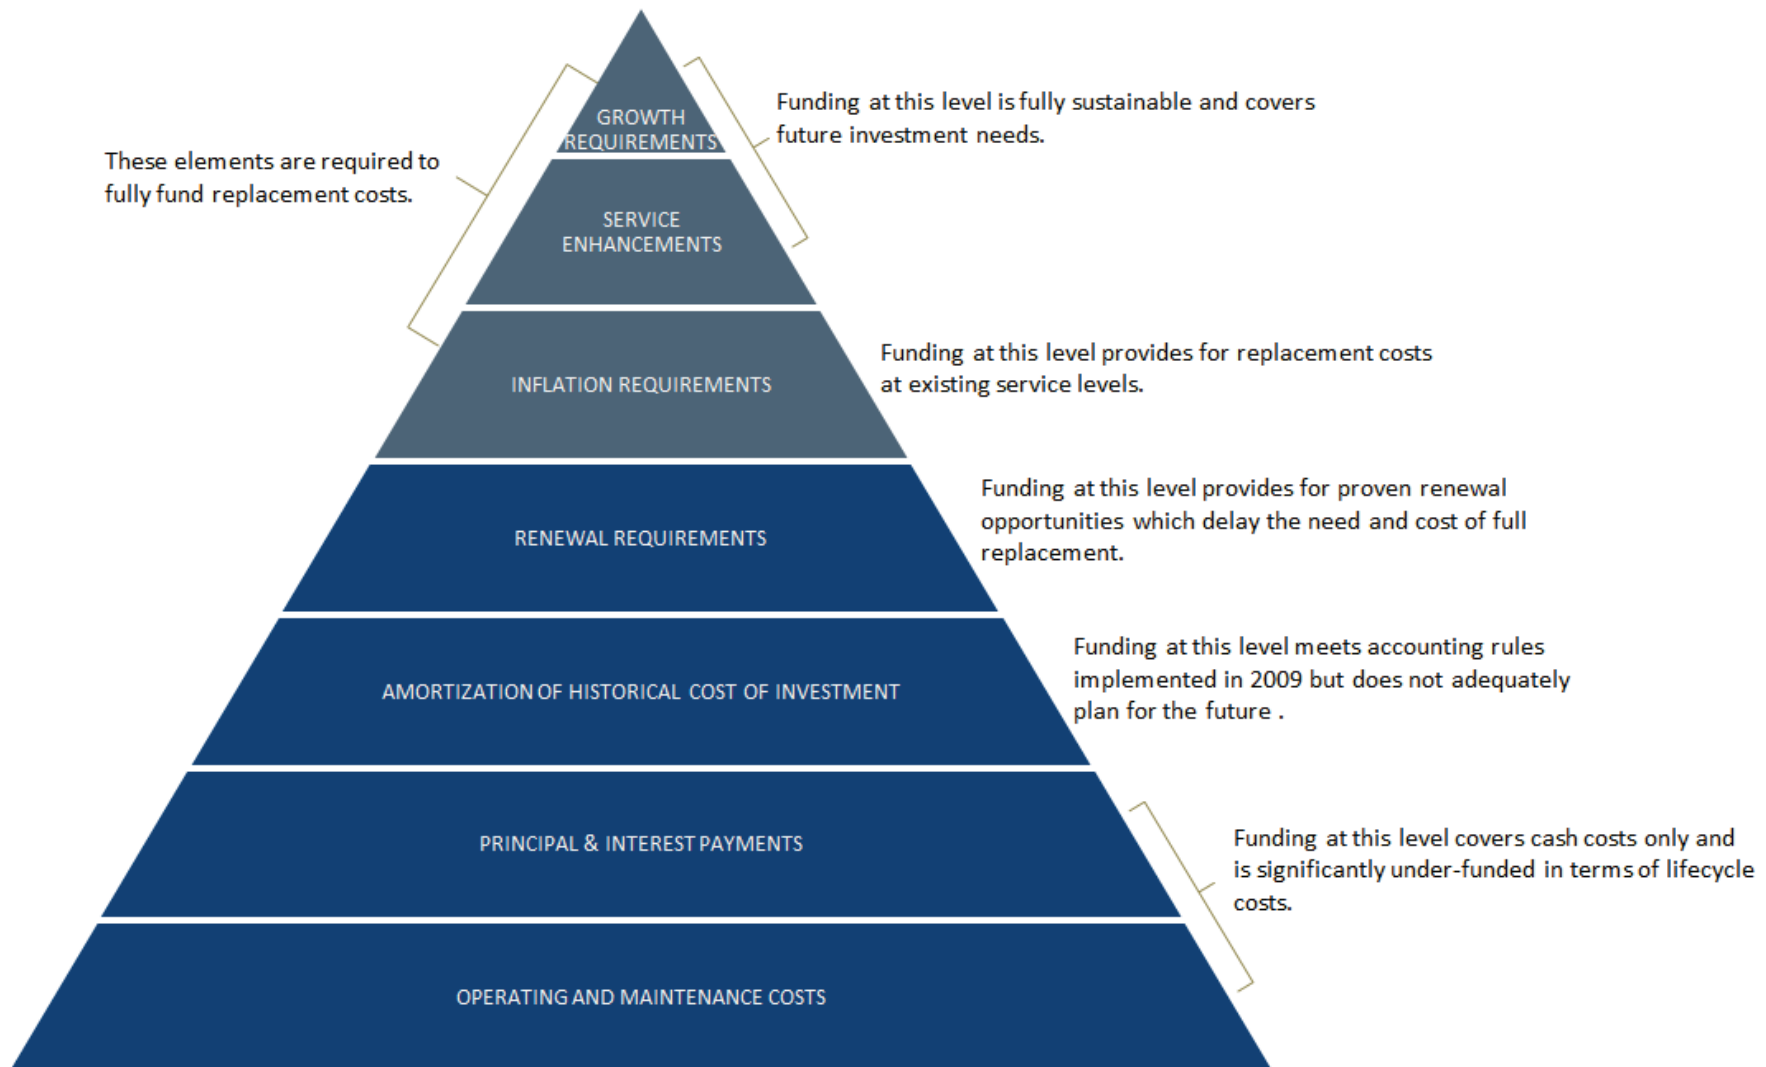 GROWTH
REQUIREMENTS
Funding at this level is fully sustainable and covers
future investment needs.
These elements are required to
fully fund replacement costs.
SERVICE
ENHANCEMENTS
INFLATION REQUIREMENTS
Funding at this level provides for replacement costs
at existing service levels.
RENEWAL REQUIREMENTS
Funding at this level provides for proven renewal
opportunities which delay the need and cost of full
replacement.
AMORTIZATION OF HISTORICAL COST OF INVESTMENT
Funding at this level meets accounting rules
implemented in 2009 but does not adequately
plan for the future .
PRINCIPAL & INTEREST PAYMENTS
Funding at this level covers cash costs only and
is significantly under-funded in terms of lifecycle
costs.
OPERATING AND MAINTENANCE COSTS